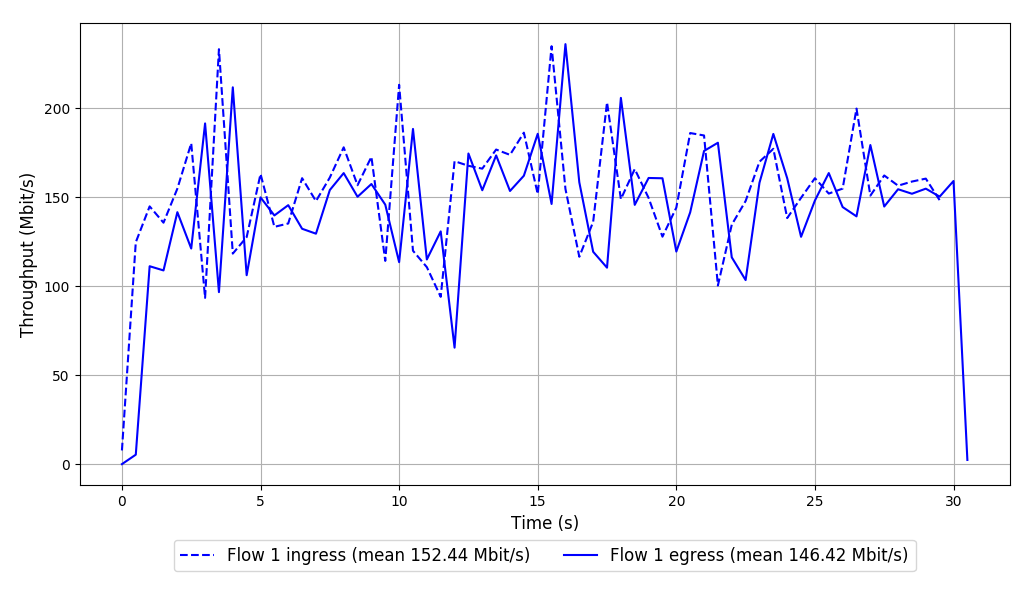 Throughput (Mbit/s)
200
150
100
50
0
0 5 10 15 20 25 30
Time (s)
Flow 1 ingress (mean 152.44 Mbit/s) Flow 1 egress (mean 146.42 Mbit/s)